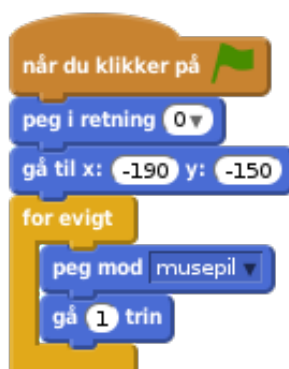 når du klikker på
peg i retning 0
gå til x: -190 y: -150
for evigt
peg mod musepil
gå 1 trin